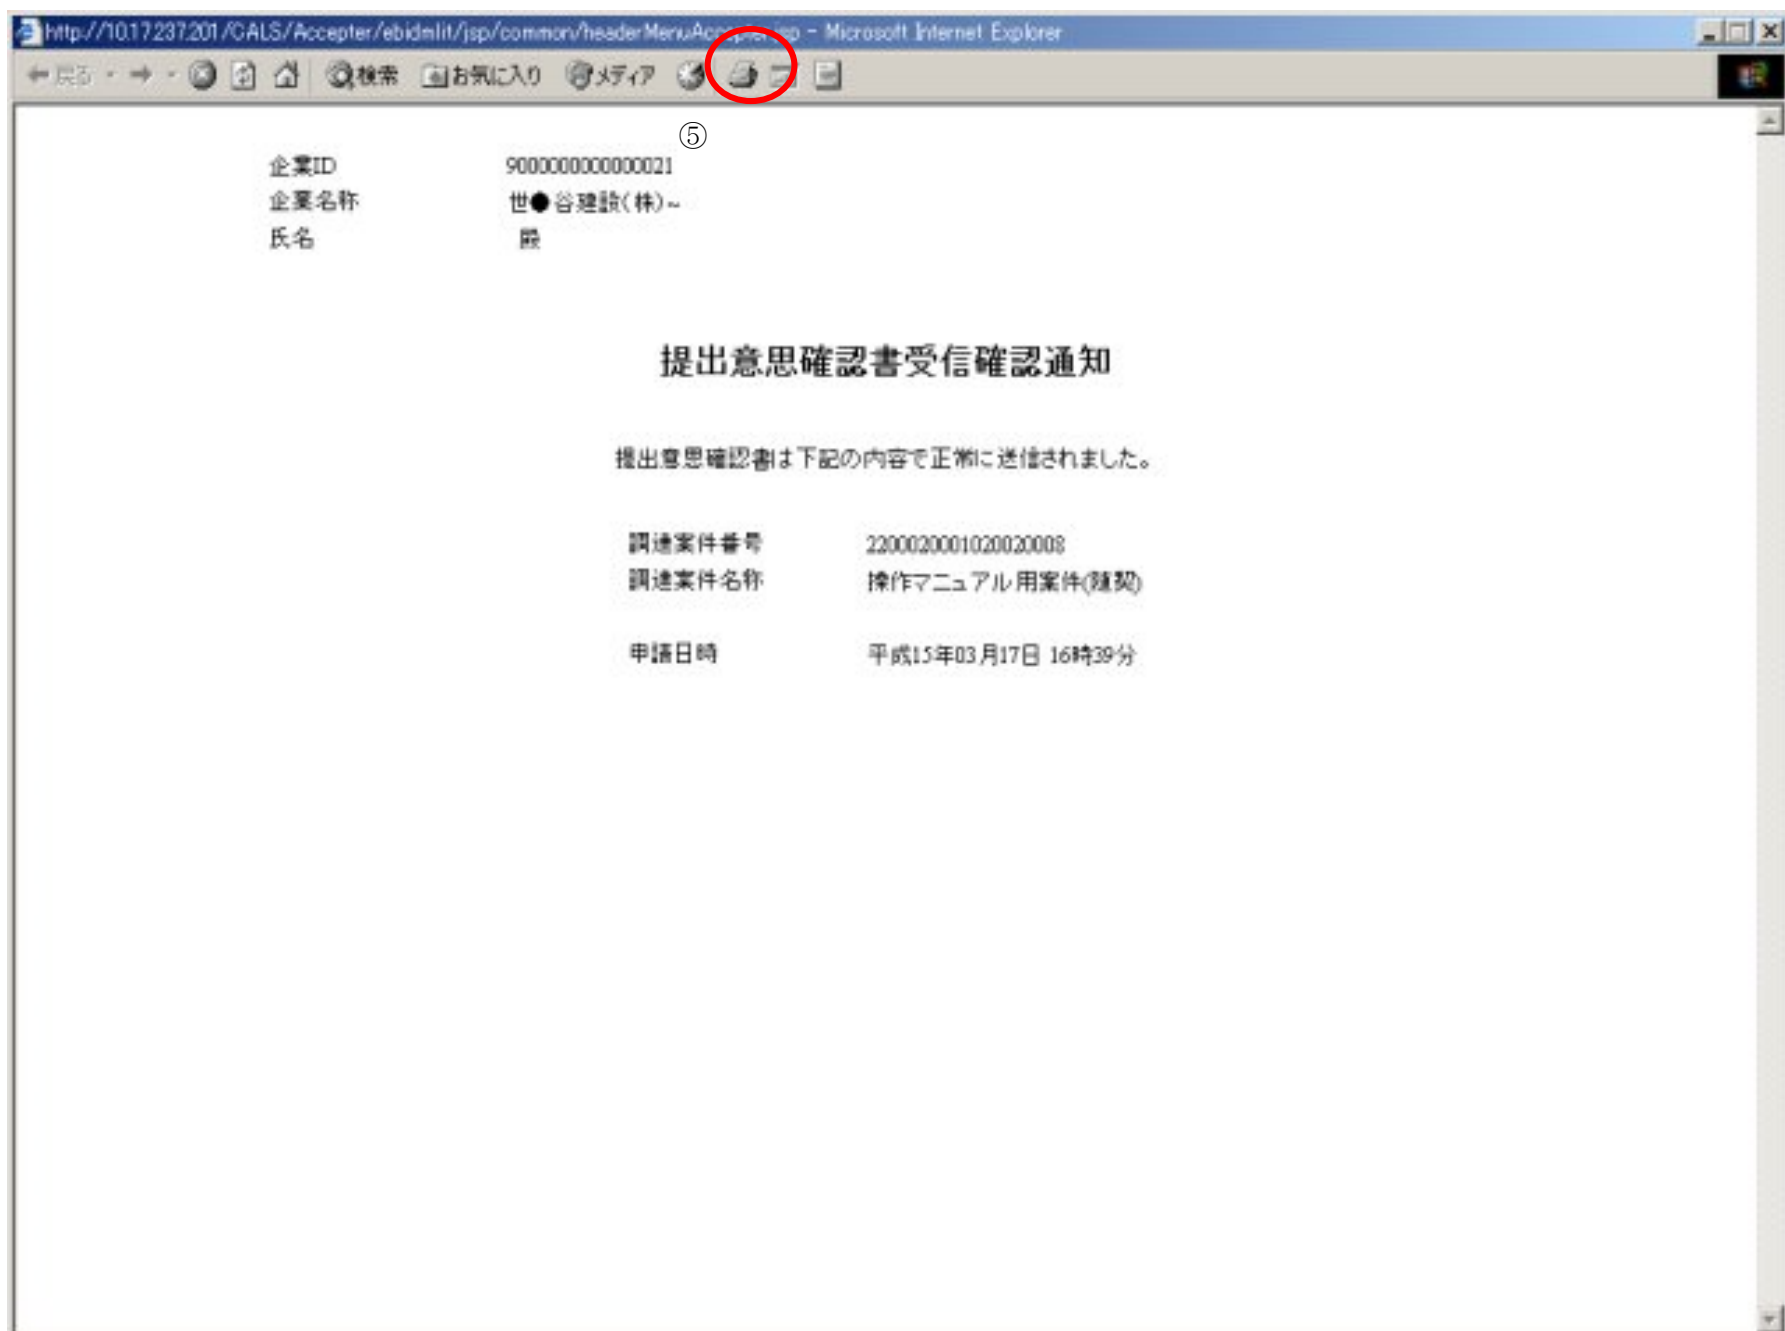 http://10.17.237.201/CALS/Accepter/ebidmlit/jsp/common/headerMenuAccepter.jsp - Microsoft Internet Explorer
戻る 検索 お気に入り メディア
⑤
企業ID 9000000000000021
企業名称 世●谷建設(株)~
氏名 殿
提出意思確認書受信確認通知
提出意思確認書は下記の内容で正常に送信されました。
調達案件番号 2200020001020020008
調達案件名称 操作マニュアル用案件(随契)
申請日時 平成15年03月17日 16時39分